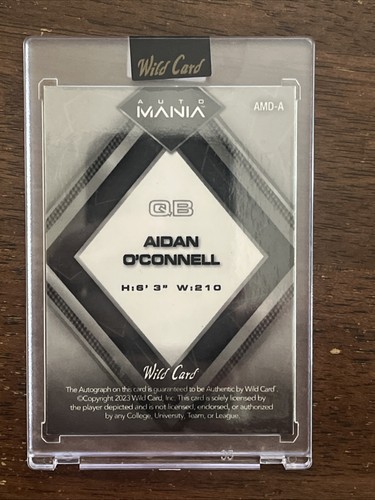 Wild Card
AUTO
MANIA
AMD-A
QB
AIDAN
O'CONNELL
H:6' 3" W:210
Wild Card
The Autograph on this card is guaranteed to be Authentic by Wild Card.
©Copyright 2023 Wild Card, Inc. This card is solely licensed by
the player depicted and is not licensed, endorsed, or authorized
by any College, University, Team, or League.